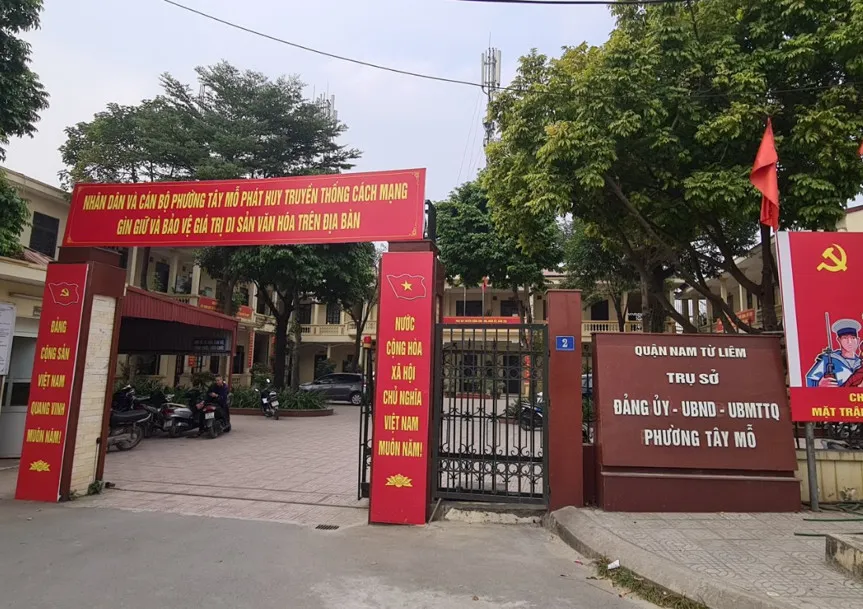 NHÂN DÂN VÀ CÁN BỘ PHƯỜNG TÂY MỖ PHÁT HUY TRUYỀN THỐNG CÁCH MẠNG
GÌN GIỮ VÀ BẢO VỆ GIÁ TRỊ DI SẢN VĂN HÓA TRÊN ĐỊA BÀN
ĐẢNG
CỘNG SẢN
VIỆT NAM
QUANG VINH
MUÔN NĂM!
NƯỚC
CỘNG HÒA
XÃ HỘI
CHỦ NGHĨA
VIỆT NAM
MUÔN NĂM!
2
QUẬN NAM TỪ LIÊM
TRỤ SỞ
ĐẢNG ỦY - UBND - UBMTTQ
PHƯỜNG TÂY MỖ
MẶT TRẬ